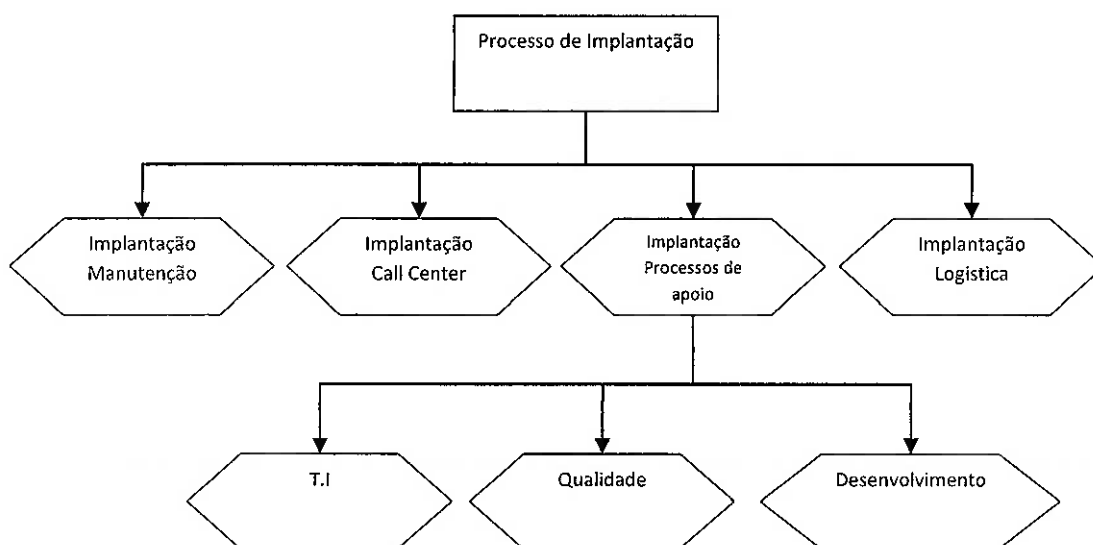 Processo de Implantação
Implantação
Manutenção
Implantação
Call Center
Implantação
Processos de
apoio
Implantação
Logistica
T.I
Qualidade
Desenvolvimento